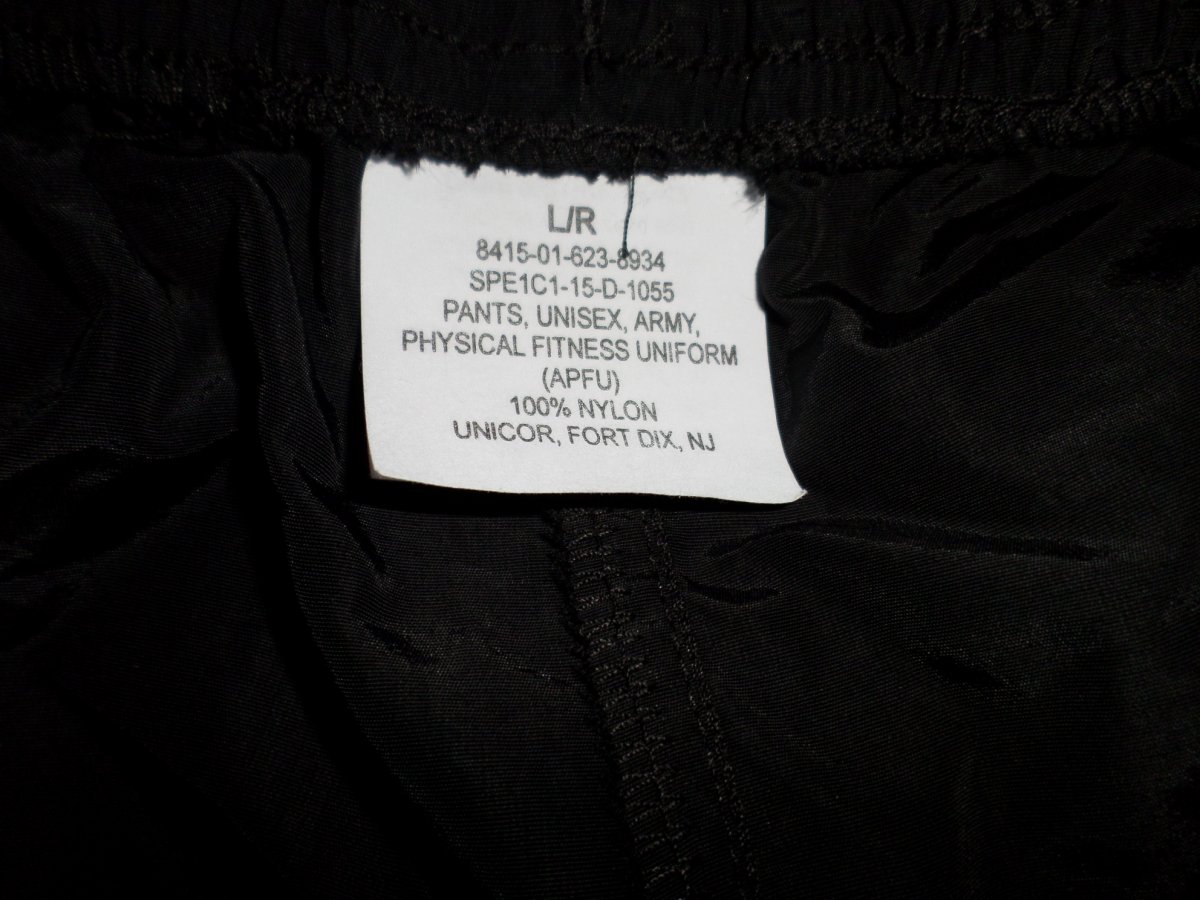 L/R
8415-01-623-8934
SPE1C1-15-D-1055
PANTS, UNISEX, ARMY,
PHYSICAL FITNESS UNIFORM
(APFU)
100% NYLON
UNICOR, FORT DIX, NJ